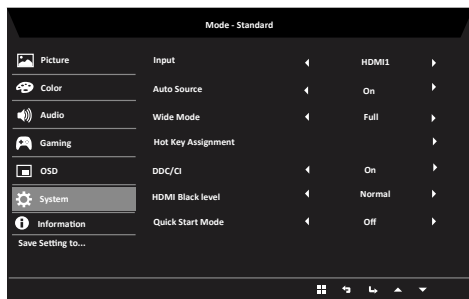 Mode - Standard
Picture
Input
HDMI1
Color
Auto Source
On
Audio
Wide Mode
Full
Gaming
Hot Key Assignment
OSD
DDC/CI
On
System
HDMI Black level
Normal
Information
Quick Start Mode
Off
Save Setting to...